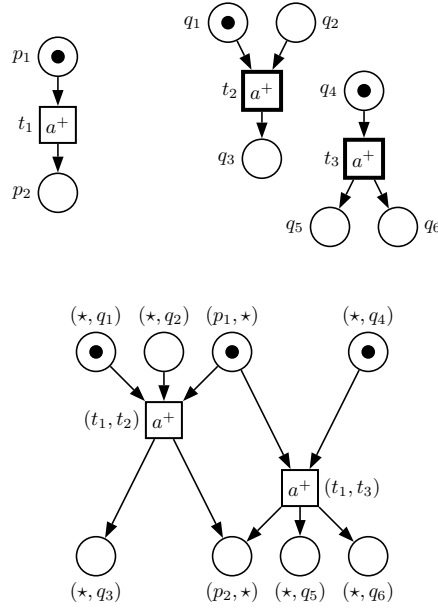 q₁ q₂
p₁
t₂ a⁺ q₄
t₁ a⁺
q₃ t₃ a⁺
p₂
q₅ q₆
(⋆, q₁) (⋆, q₂) (p₁, ⋆) (⋆, q₄)
(t₁, t₂) a⁺
a⁺ (t₁, t₃)
(⋆, q₃) (p₂, ⋆) (⋆, q₅) (⋆, q₆)